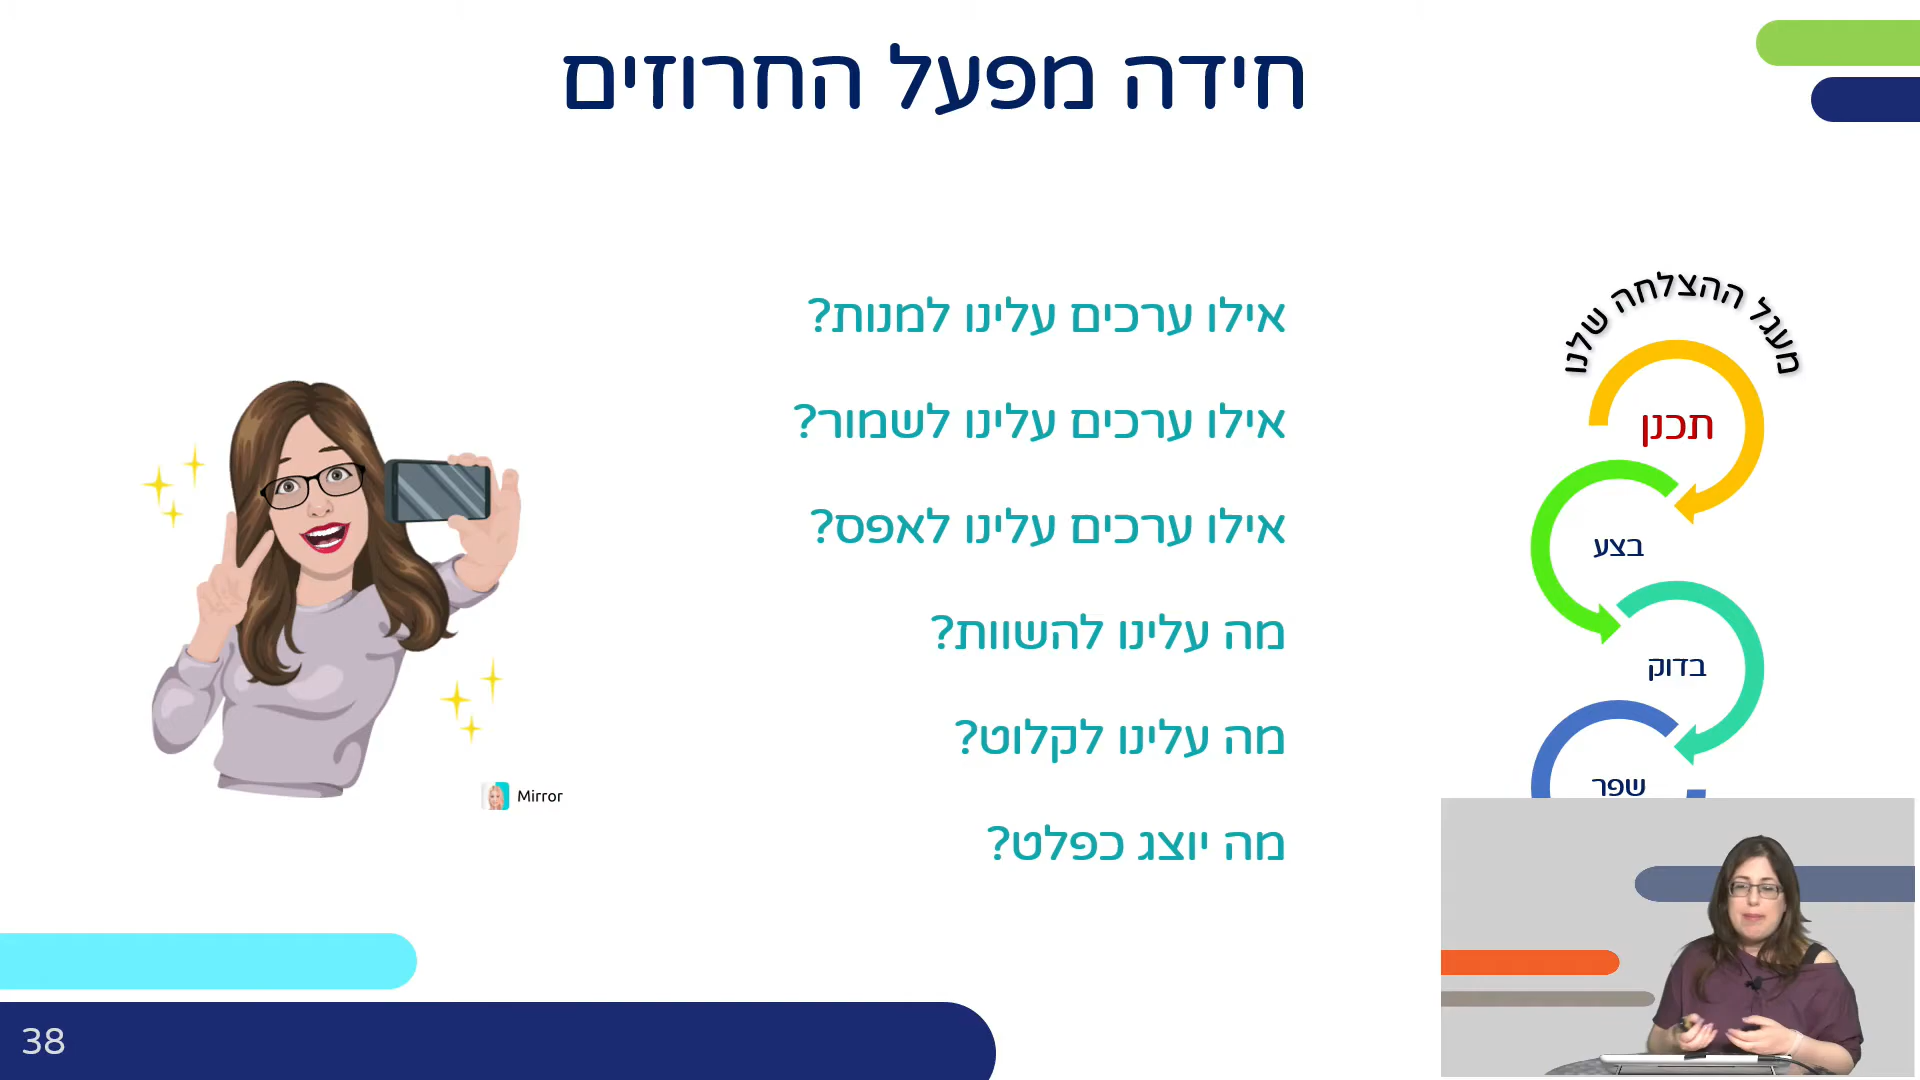 חידה מפעל החרוזים
אילו ערכים עלינו למנות?
אילו ערכים עלינו לשמור?
אילו ערכים עלינו לאפס?
מה עלינו להשוות?
מה עלינו לקלוט?
מה יוצג כפלט?
מעגל ההצלחה שלנו
תכנן
בצע
בדוק
שפר
Mirror
38